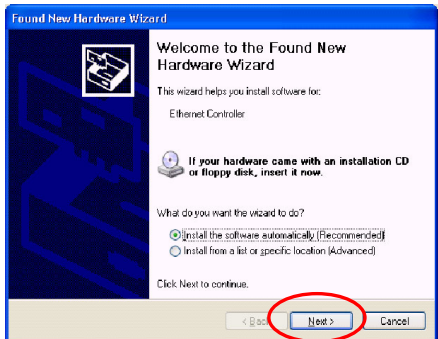 Found New Hardware Wizard
Welcome to the Found New
Hardware Wizard
This wizard helps you install software for:
Ethernet Controller
If your hardware came with an installation CD
or floppy disk, insert it now.
What do you want the wizard to do?
Install the software automatically (Recommended)
Install from a list or specific location (Advanced)
Click Next to continue.
< Back
Next >
Cancel